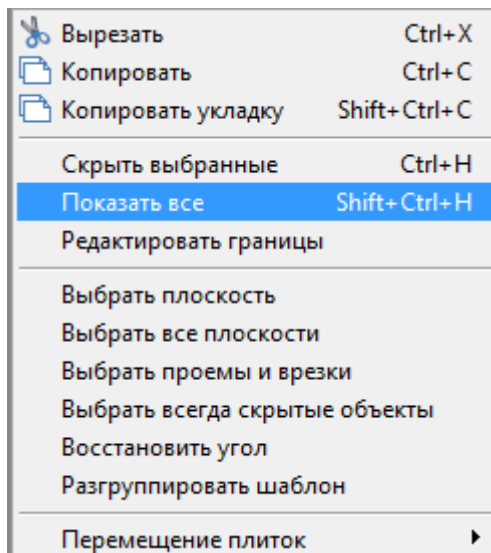 Вырезать Ctrl+X
Копировать Ctrl+C
Копировать укладку Shift+Ctrl+C
Скрыть выбранные Ctrl+H
Показать все Shift+Ctrl+H
Редактировать границы
Выбрать плоскость
Выбрать все плоскости
Выбрать проемы и врезки
Выбрать всегда скрытые объекты
Восстановить угол
Разгруппировать шаблон
Перемещение плиток